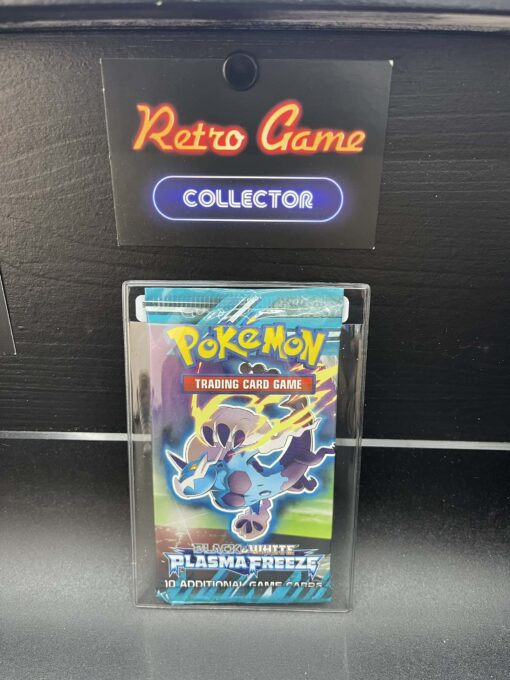 Retro Game
COLLECTOR
POKéMON
TRADING CARD GAME
BLACK & WHITE
PLASMA FREEZE
10 ADDITIONAL GAME CARDS